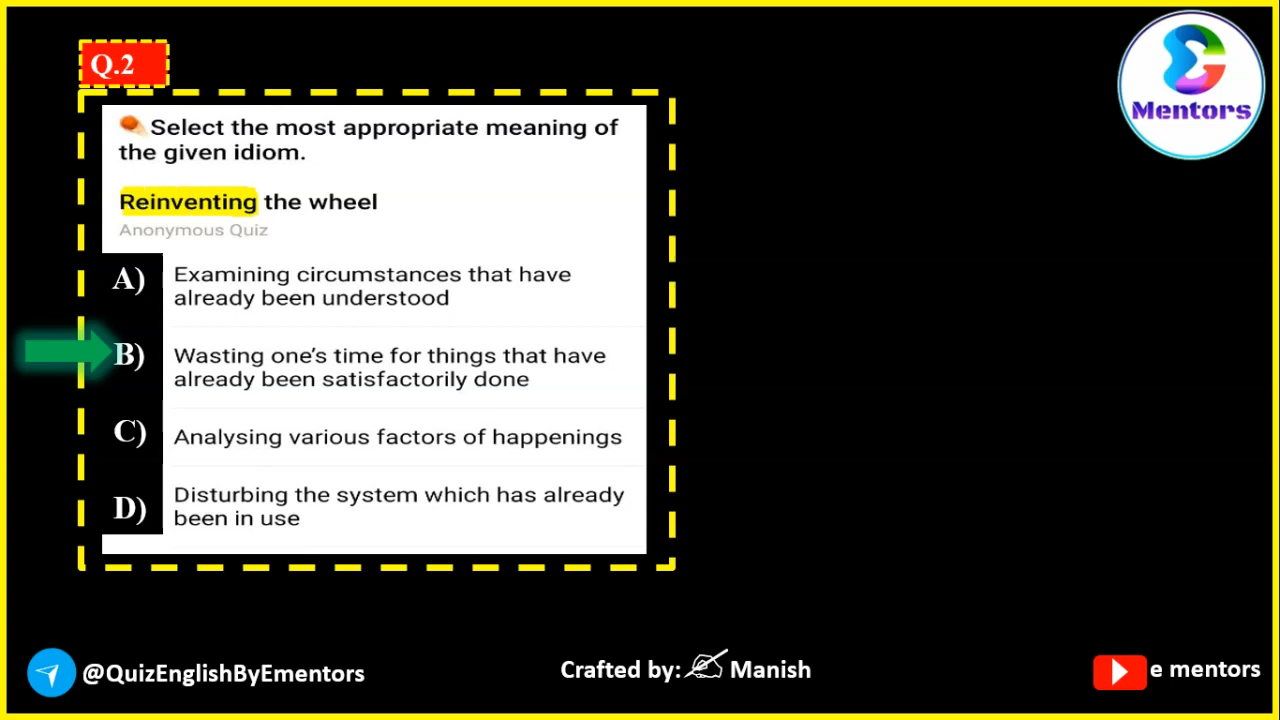 Q.2
Mentors
Select the most appropriate meaning of
the given idiom.
Reinventing the wheel
Anonymous Quiz
A) Examining circumstances that have
already been understood
B) Wasting one's time for things that have
already been satisfactorily done
C) Analysing various factors of happenings
D) Disturbing the system which has already
been in use
@QuizEnglishByEmentors
Crafted by: Manish
e mentors